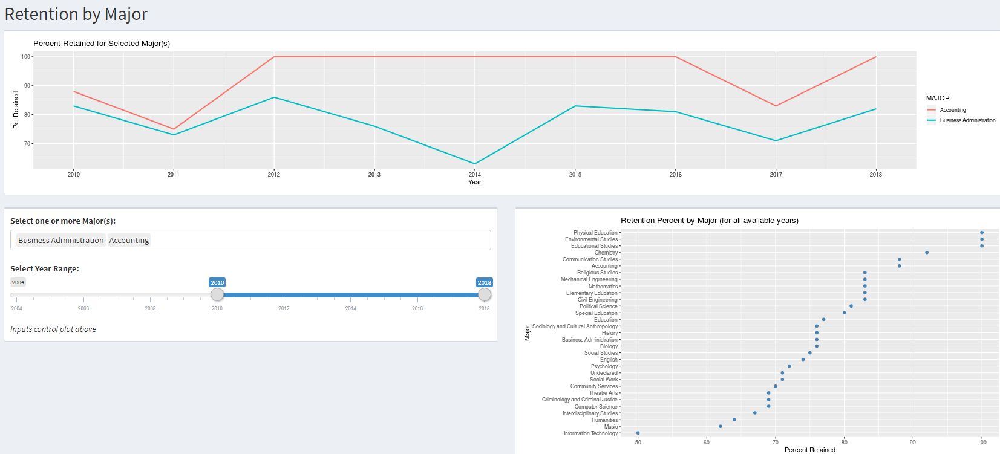 Retention by Major
Percent Retained for Selected Major(s)
100
90
80
70
Pct Retained
2010 2011 2012 2013 2014 2015 2016 2017 2018
Year
MAJOR
Accounting
Business Administration
Select one or more Major(s):
Business Administration Accounting
Select Year Range:
2004 2010 2018
2004 2006 2008 2010 2012 2014 2016 2018
Inputs control plot above
Retention Percent by Major (for all available years)
Major
Physical Education
Environmental Studies
Educational Studies
Chemistry
Communication Studies
Accounting
Religious Studies
Mechanical Engineering
Mathematics
Elementary Education
Civil Engineering
Political Science
Special Education
Education
Sociology and Cultural Anthropology
History
Business Administration
Biology
Social Studies
English
Psychology
Undeclared
Social Work
Community Services
Theatre Arts
Criminology and Criminal Justice
Computer Science
Interdisciplinary Studies
Humanities
Music
Information Technology
50 60 70 80 90 100
Percent Retained